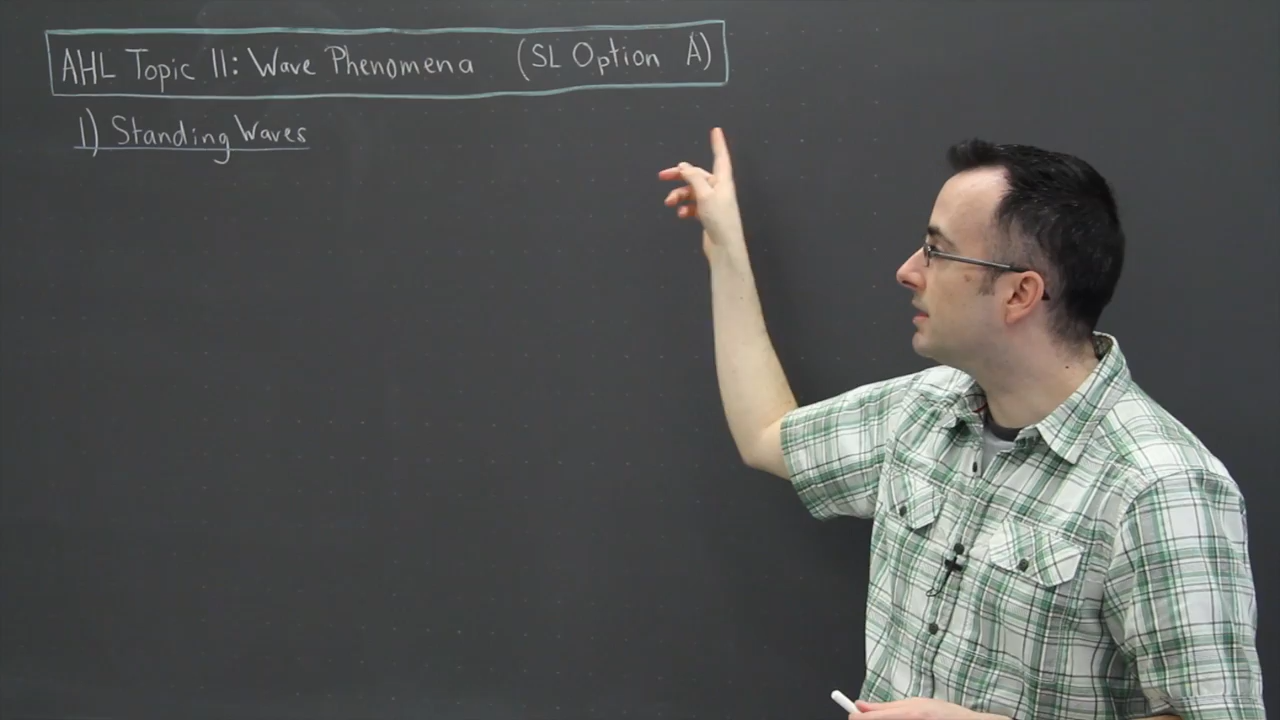 AHL Topic 11: Wave Phenomena (SL Option A)
1) Standing Waves